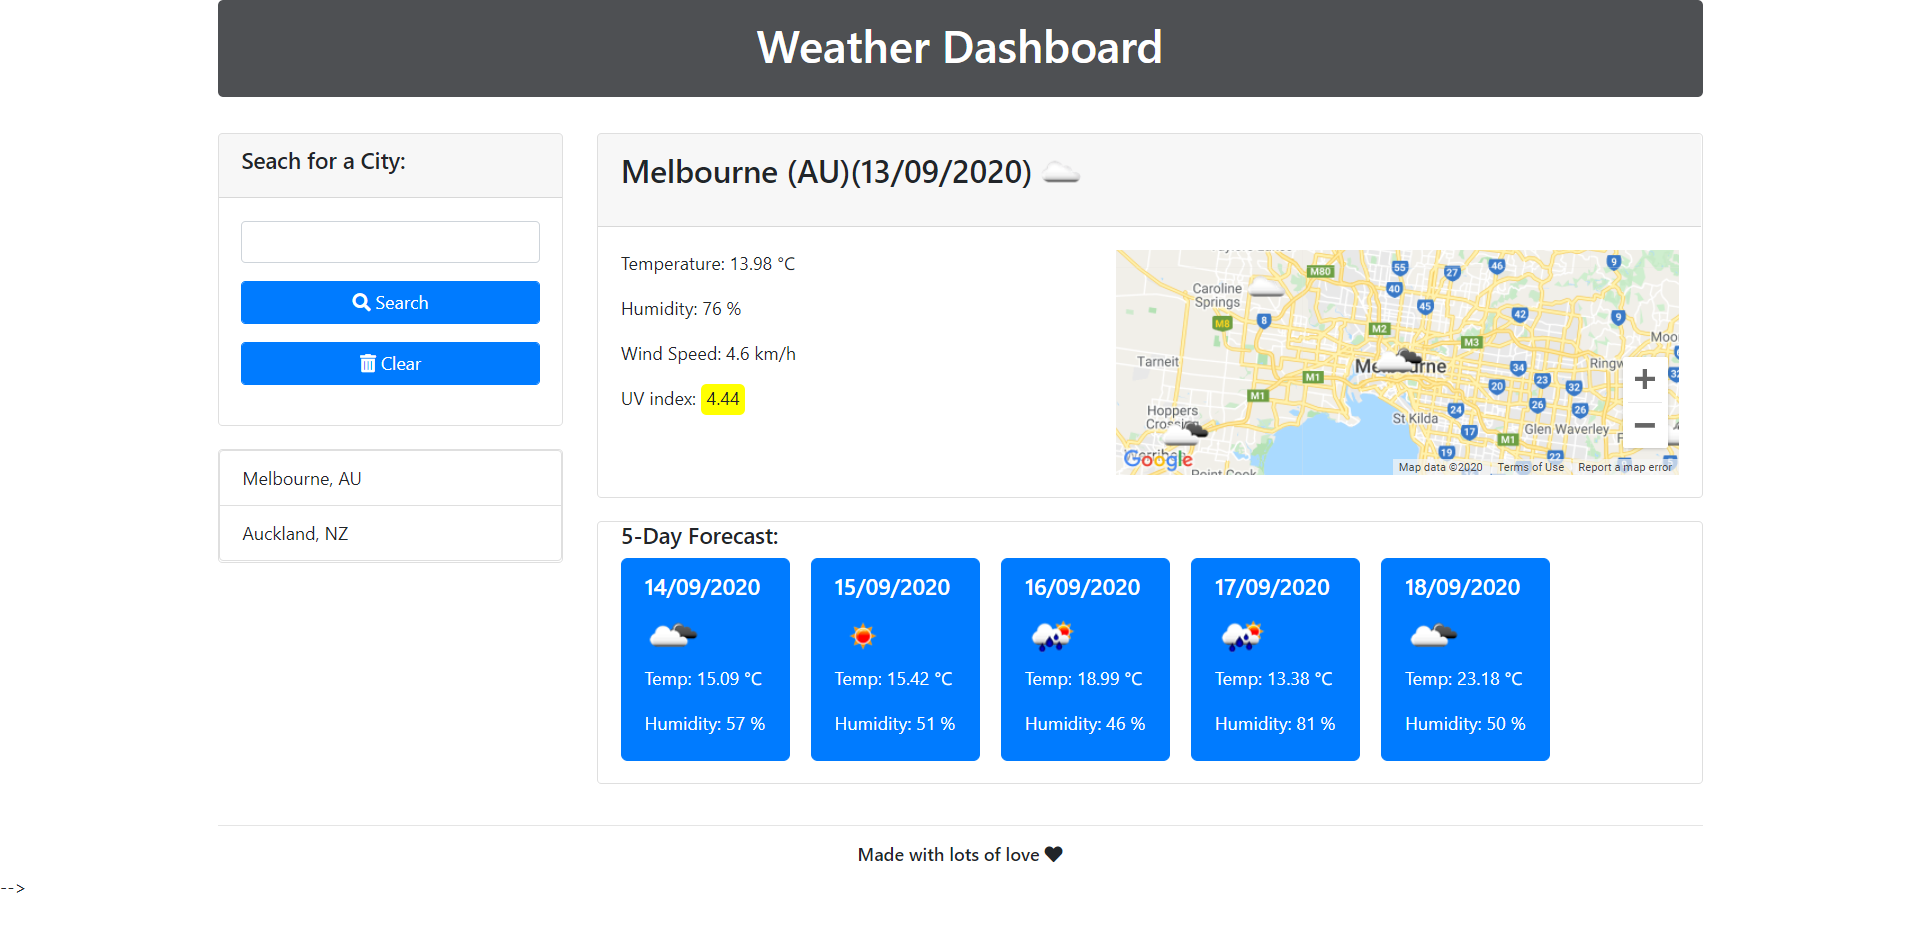 Weather Dashboard
Seach for a City:
Search
Clear
Melbourne, AU
Auckland, NZ
Melbourne (AU)(13/09/2020)
Temperature: 13.98 °C
Humidity: 76 %
Wind Speed: 4.6 km/h
UV index: 4.44
M80
55
27
46
9
Caroline
Springs
40
45
42
9
M8
8
M2
M3
Tarneit
M1
34
20
23
32
32
M1
26
26
Hoppers
24
St Kilda
17
M1
Glen Waverley
19
22
Google
Point Cook
Map data ©2020
Terms of Use
Report a map error
5-Day Forecast:
14/09/2020
Temp: 15.09 °C
Humidity: 57 %
15/09/2020
Temp: 15.42 °C
Humidity: 51 %
16/09/2020
Temp: 18.99 °C
Humidity: 46 %
17/09/2020
Temp: 13.38 °C
Humidity: 81 %
18/09/2020
Temp: 23.18 °C
Humidity: 50 %
Made with lots of love
-->